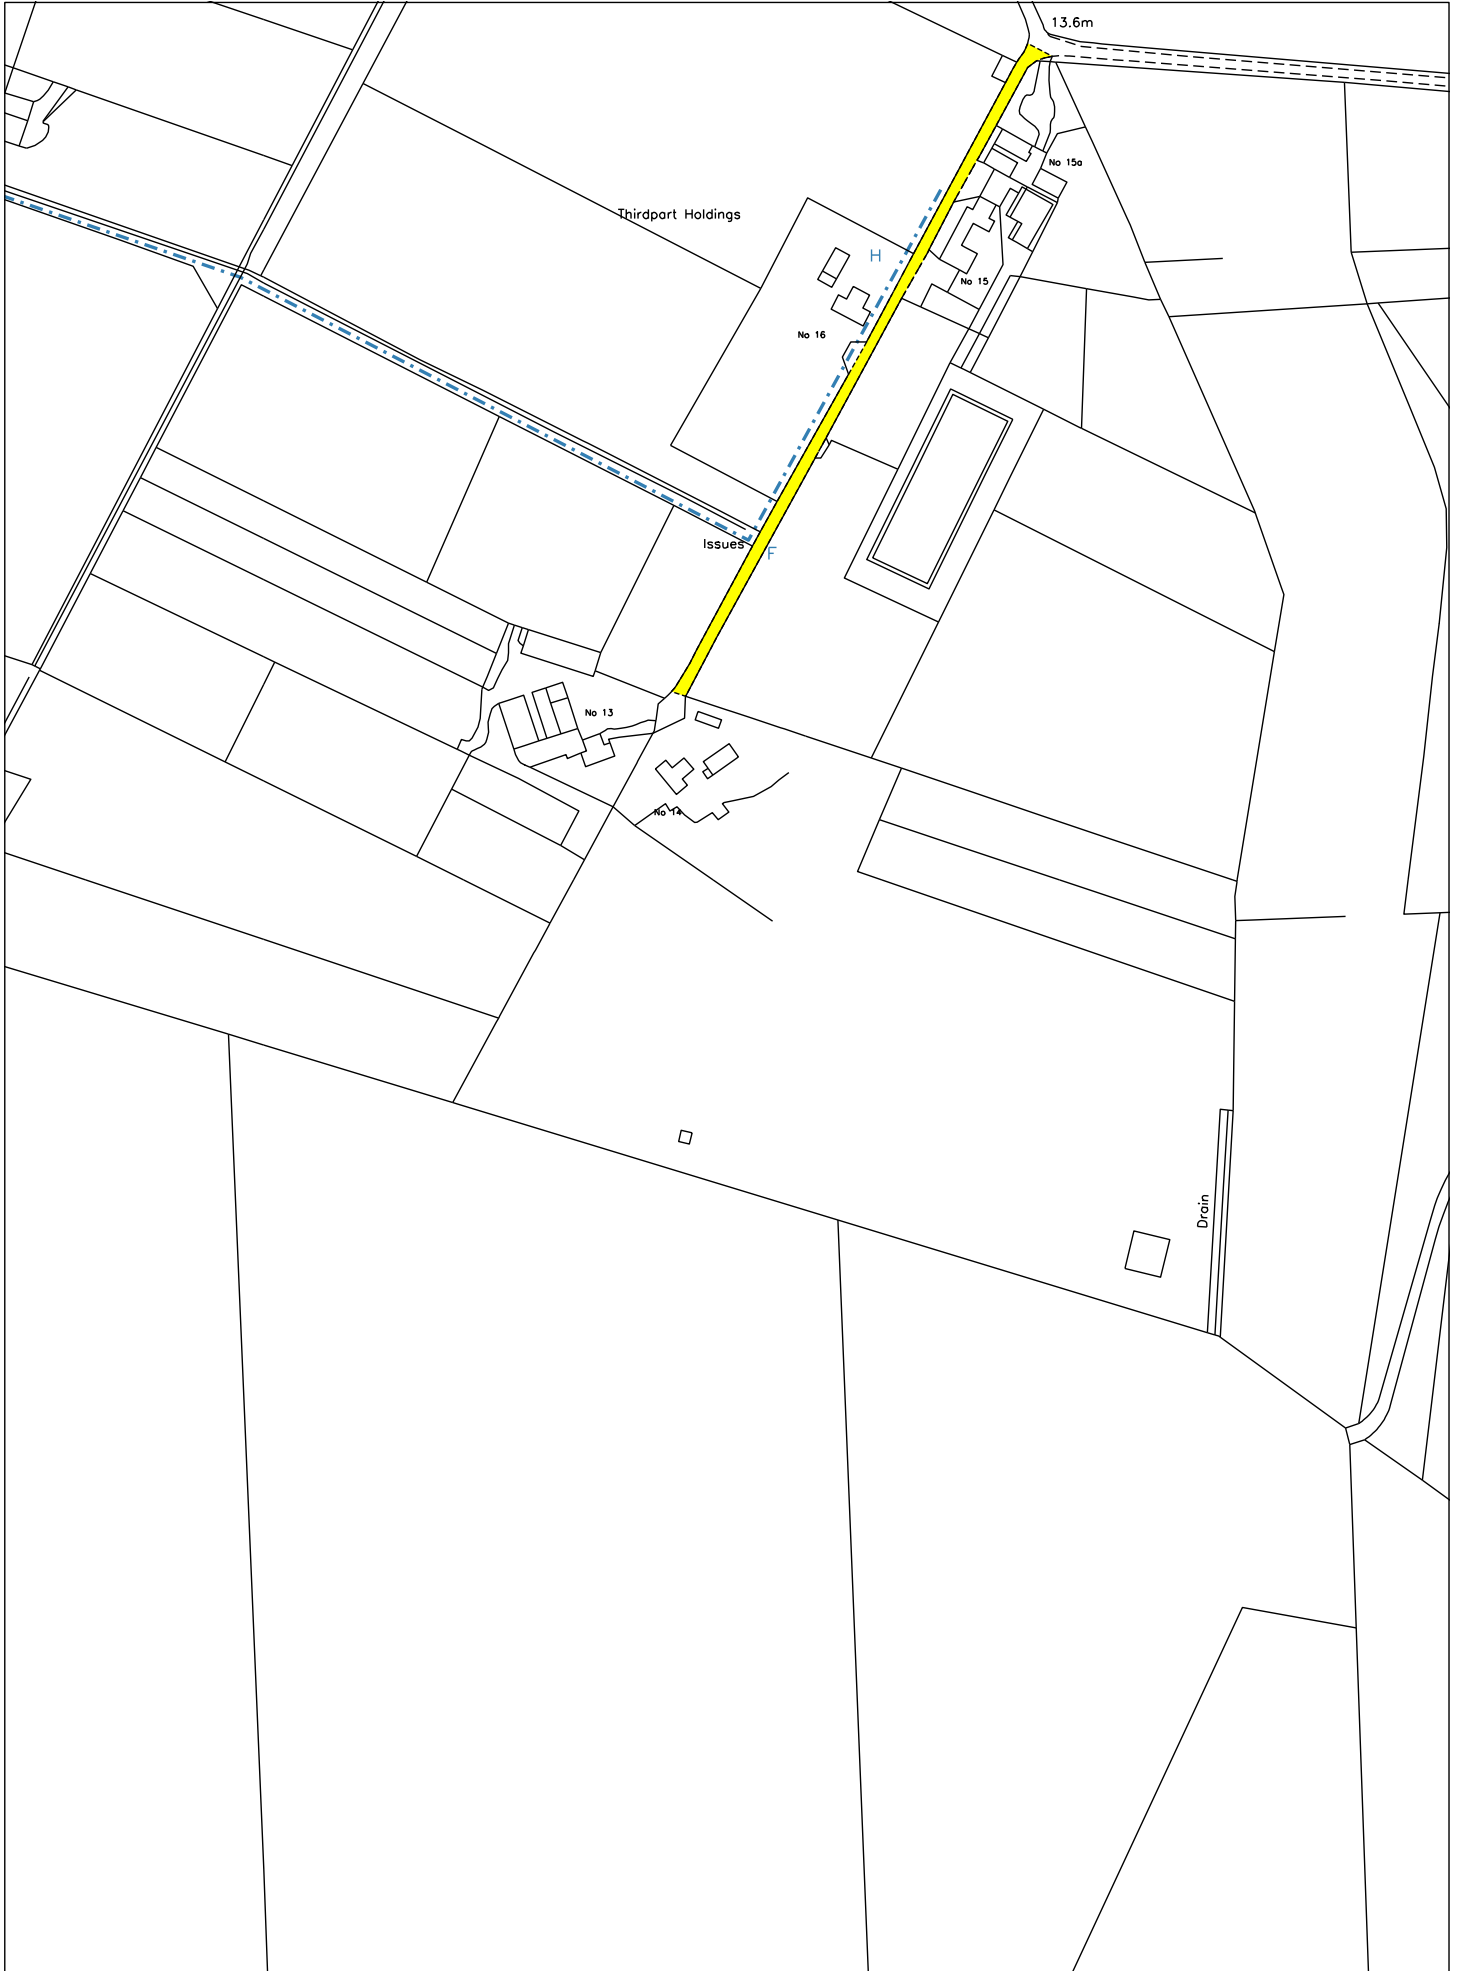 13.6m
No 15a
Thirdpart Holdings
H
No 15
No 16
Issues
F
No 13
No 14
Drain